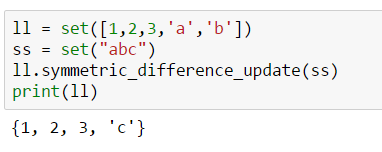 ll = set([1,2,3,'a','b'])
ss = set("abc")
ll.symmetric_difference_update(ss)
print(ll)
{1, 2, 3, 'c'}